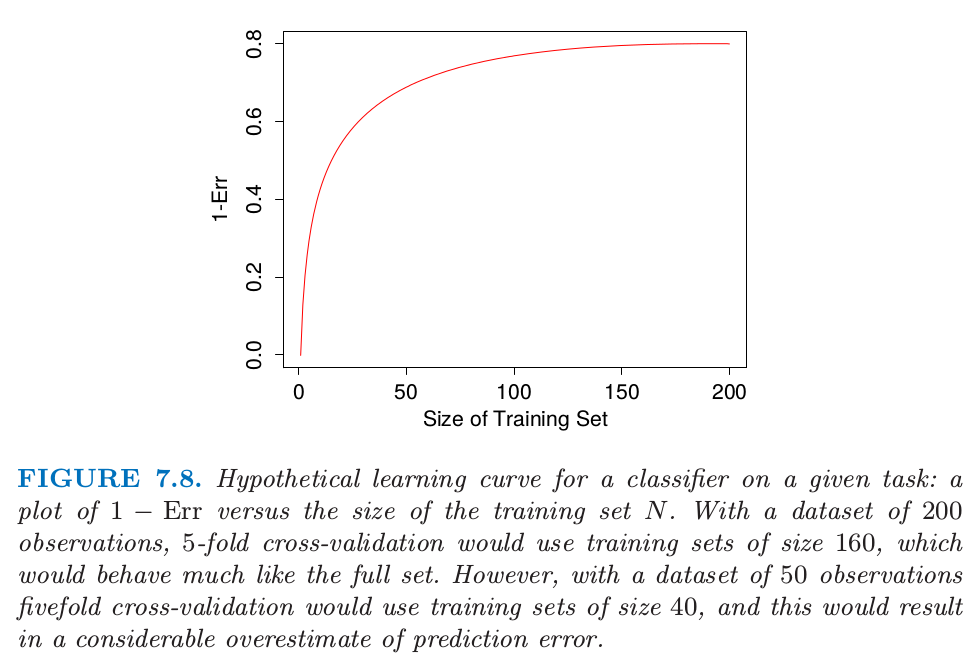 0.8
0.6
0.4
0.2
0.0
1-Err
0 50 100 150 200
Size of Training Set
FIGURE 7.8. Hypothetical learning curve for a classifier on a given task: a
plot of 1 − Err versus the size of the training set N. With a dataset of 200
observations, 5-fold cross-validation would use training sets of size 160, which
would behave much like the full set. However, with a dataset of 50 observations
fivefold cross-validation would use training sets of size 40, and this would result
in a considerable overestimate of prediction error.